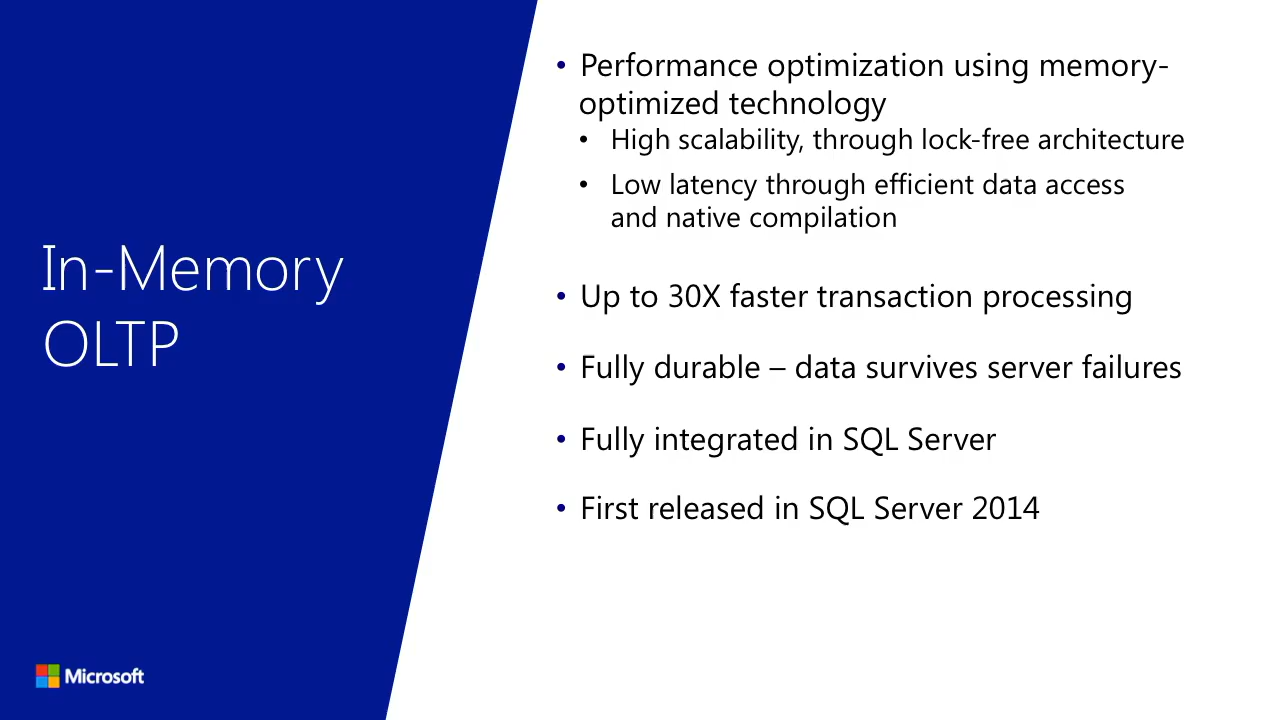 In-Memory
OLTP
• Performance optimization using memory-
optimized technology
• High scalability, through lock-free architecture
• Low latency through efficient data access
and native compilation
• Up to 30X faster transaction processing
• Fully durable – data survives server failures
• Fully integrated in SQL Server
• First released in SQL Server 2014
Microsoft